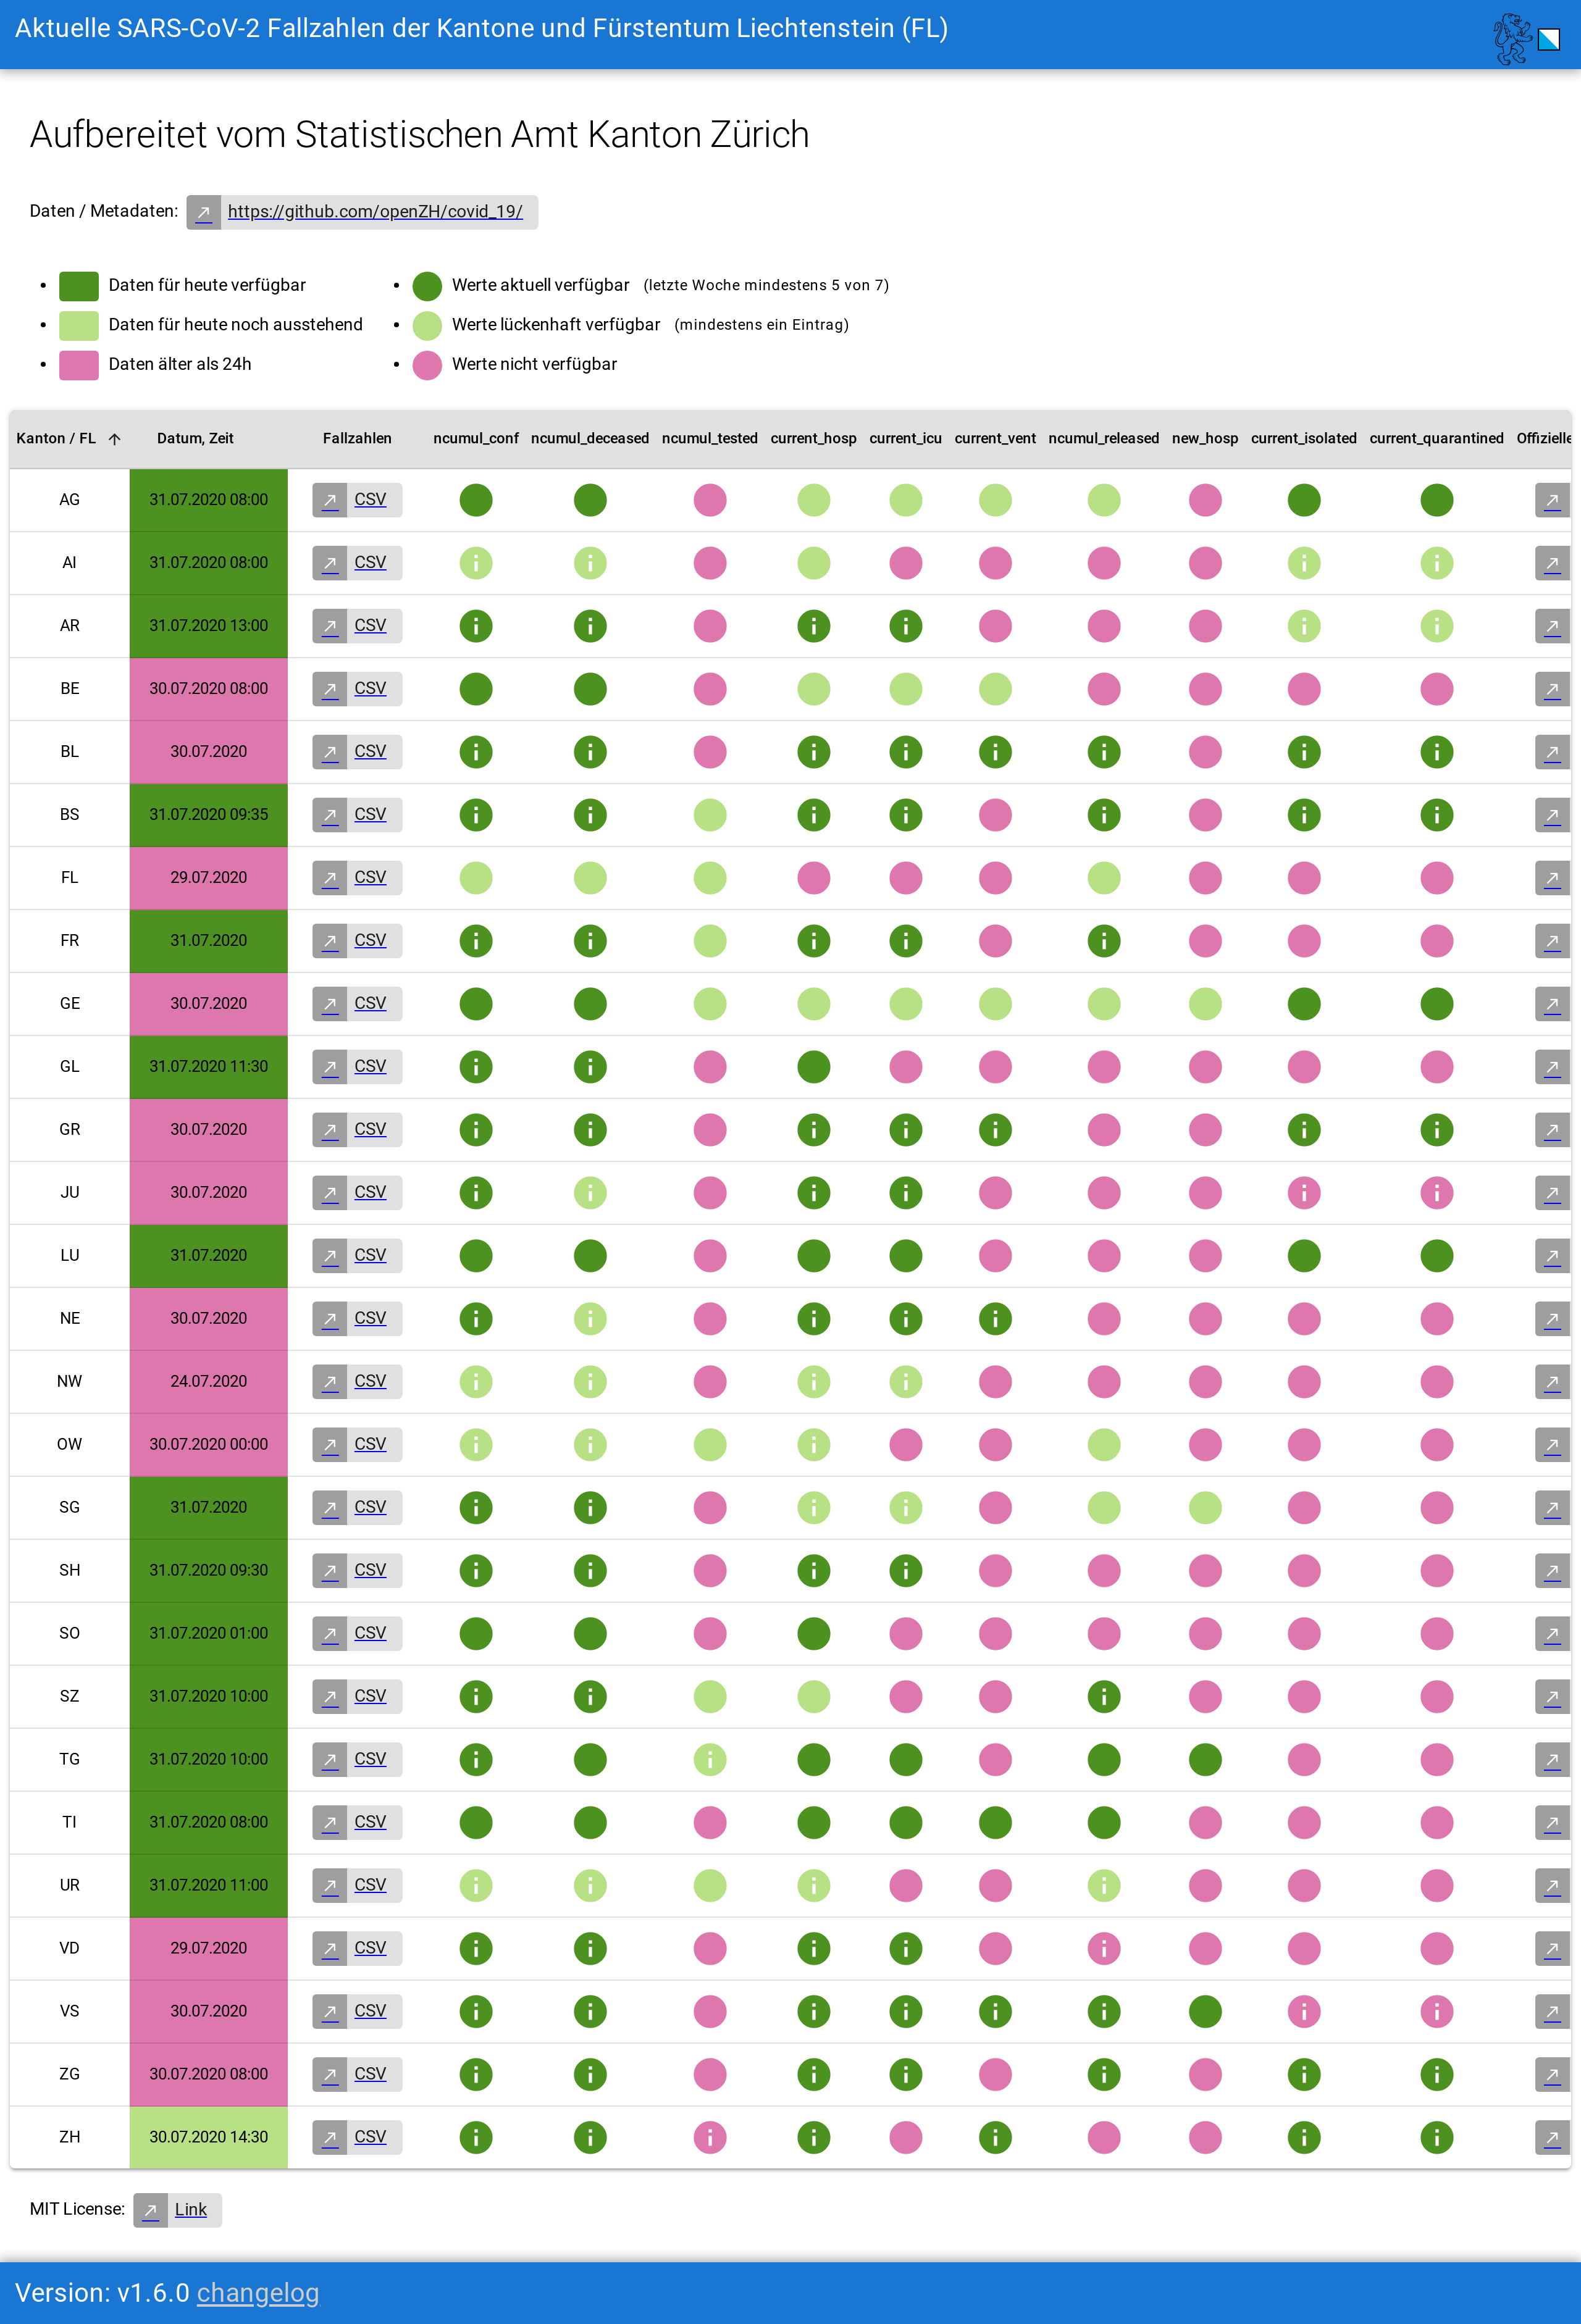 Aktuelle SARS-CoV-2 Fallzahlen der Kantone und Fürstentum Liechtenstein (FL)
Aufbereitet vom Statistischen Amt Kanton Zürich
Daten / Metadaten: https://github.com/openZH/covid_19/
Daten für heute verfügbar
Daten für heute noch ausstehend
Daten älter als 24h
Werte aktuell verfügbar (letzte Woche mindestens 5 von 7)
Werte lückenhaft verfügbar (mindestens ein Eintrag)
Werte nicht verfügbar
Kanton / FL Datum, Zeit Fallzahlen ncumul_conf ncumul_deceased ncumul_tested current_hosp current_icu current_vent ncumul_released new_hosp current_isolated current_quarantined Offizielle
AG 31.07.2020 08:00 CSV
AI 31.07.2020 08:00 CSV
AR 31.07.2020 13:00 CSV
BE 30.07.2020 08:00 CSV
BL 30.07.2020 CSV
BS 31.07.2020 09:35 CSV
FL 29.07.2020 CSV
FR 31.07.2020 CSV
GE 30.07.2020 CSV
GL 31.07.2020 11:30 CSV
GR 30.07.2020 CSV
JU 30.07.2020 CSV
LU 31.07.2020 CSV
NE 30.07.2020 CSV
NW 24.07.2020 CSV
OW 30.07.2020 00:00 CSV
SG 31.07.2020 CSV
SH 31.07.2020 09:30 CSV
SO 31.07.2020 01:00 CSV
SZ 31.07.2020 10:00 CSV
TG 31.07.2020 10:00 CSV
TI 31.07.2020 08:00 CSV
UR 31.07.2020 11:00 CSV
VD 29.07.2020 CSV
VS 30.07.2020 CSV
ZG 30.07.2020 08:00 CSV
ZH 30.07.2020 14:30 CSV
MIT License: Link
Version: v1.6.0 changelog